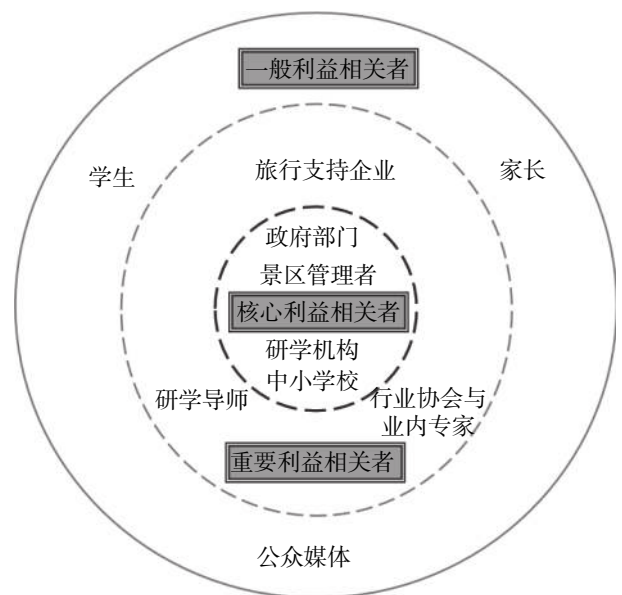 一般利益相关者
学生
旅行支持企业
家长
政府部门
景区管理者
核心利益相关者
研学机构
中小学校
研学导师
行业协会与
业内专家
重要利益相关者
公众媒体